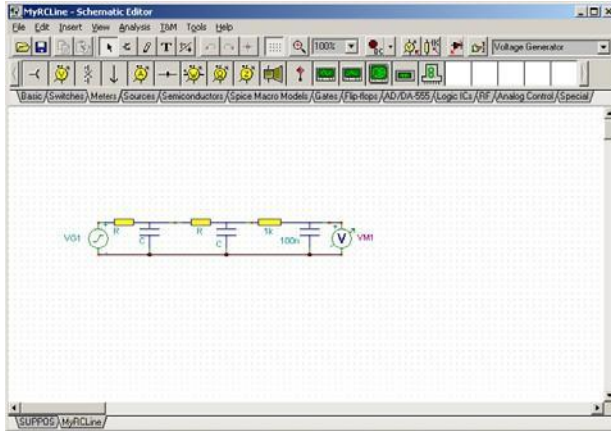 MyRCLine - Schematic Editor
File Edit Insert View Analysis T&M Tools Help
T 100% Voltage Generator
Basic Switches Meters Sources Semiconductors Spice Macro Models Gates Flip-flops AD/DA-555 Logic ICs RF Analog Control Special
VG1 R C R C 1k 100n V VM1
SUPPOS MyRCLine